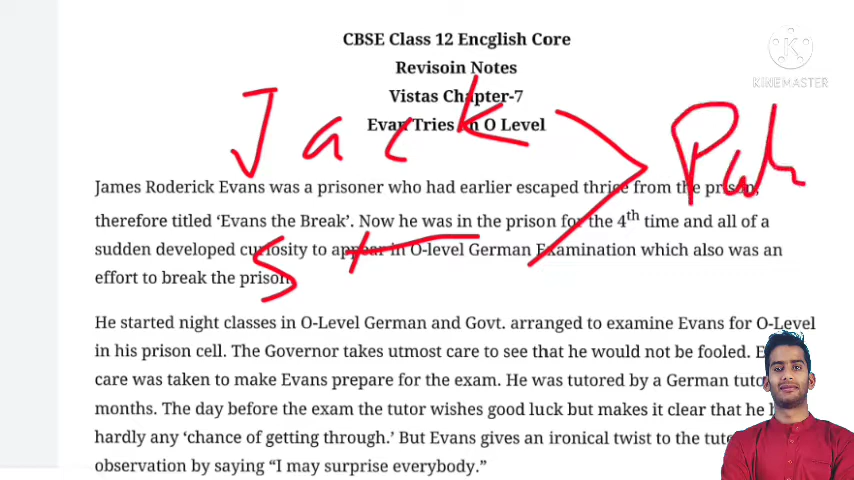 CBSE Class 12 Encglish Core
Revisoin Notes
Vistas Chapter-7
Evan Tries n O Level
KINEMASTER
Jack
James Roderick Evans was a prisoner who had earlier escaped thrice from the prison,
therefore titled ‘Evans the Break’. Now he was in the prison for the 4th time and all of a
sudden developed curiosity to appear in O-level German Examination which also was an
effort to break the prison
He started night classes in O-Level German and Govt. arranged to examine Evans for O-Level
in his prison cell. The Governor takes utmost care to see that he would not be fooled.
care was taken to make Evans prepare for the exam. He was tutored by a German
months. The day before the exam the tutor wishes good luck but makes it clear that he
hardly any ‘chance of getting through.’ But Evans gives an ironical twist to the
observation by saying “I may surprise everybody.”